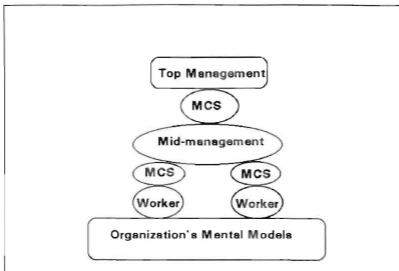 Top Management
MCS
Mid-management
MCS MCS
Worker Worker
Organization's Mental Models